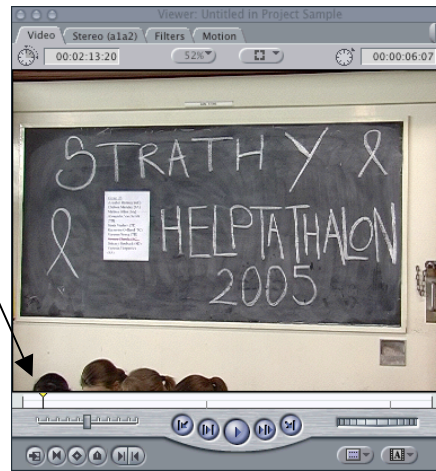 Viewer: Untitled in Project Sample
Video Stereo (a1a2) Filters Motion
00:02:13:20 52% 00:00:06:07
STRATHY
HELPTATHALON
2005